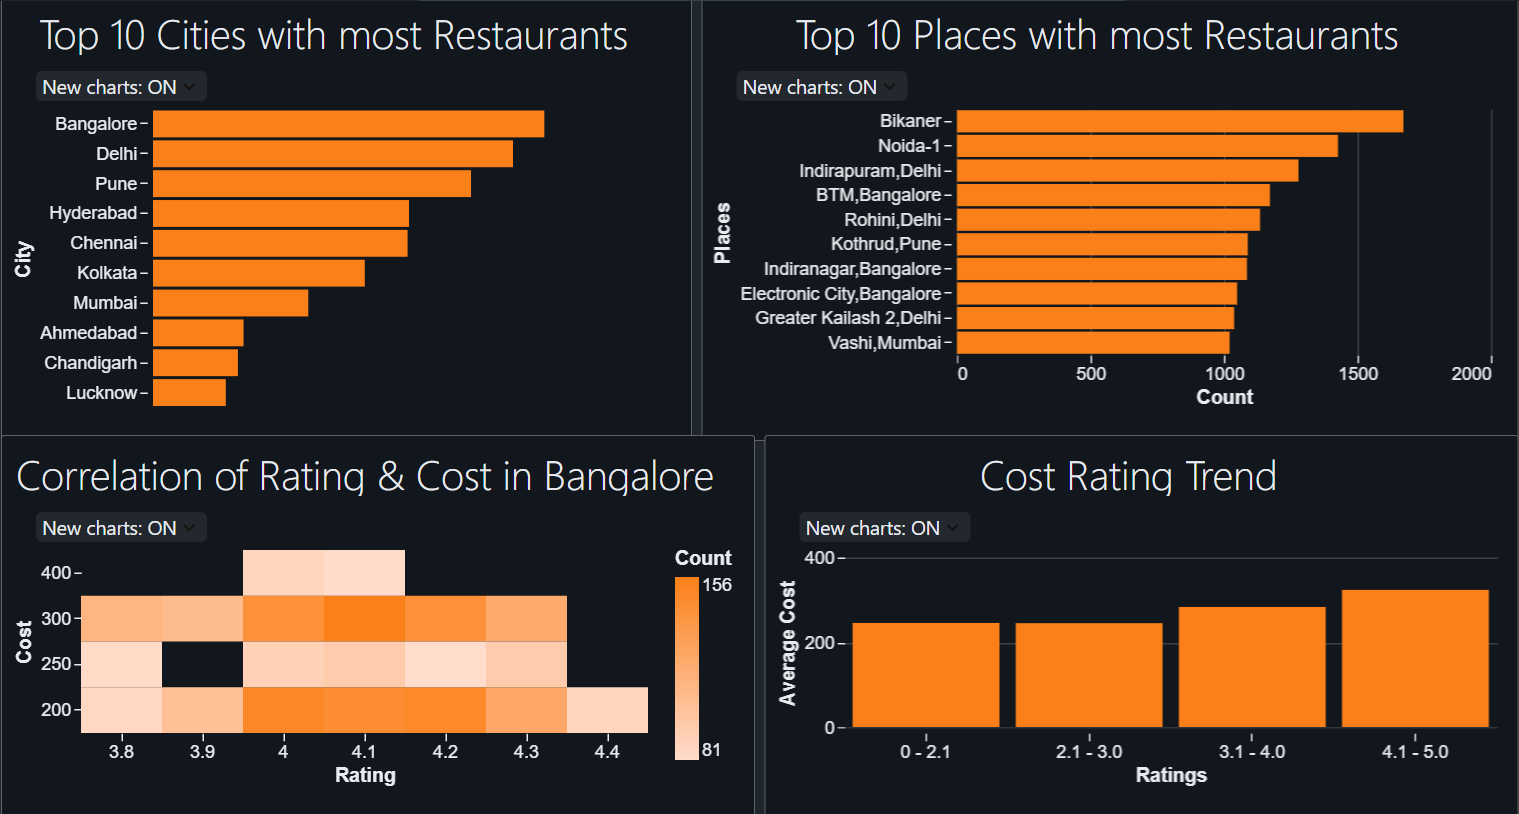 Top 10 Cities with most Restaurants
New charts: ON
Bangalore
Delhi
Pune
Hyderabad
Chennai
Kolkata
Mumbai
Ahmedabad
Chandigarh
Lucknow
City
Top 10 Places with most Restaurants
New charts: ON
Bikaner
Noida-1
Indirapuram,Delhi
BTM,Bangalore
Rohini,Delhi
Kothrud,Pune
Indiranagar,Bangalore
Electronic City,Bangalore
Greater Kailash 2,Delhi
Vashi,Mumbai
Places
0 500 1000 1500 2000
Count
Correlation of Rating & Cost in Bangalore
New charts: ON
Count
156
81
400
300
250
200
Cost
3.8 3.9 4 4.1 4.2 4.3 4.4
Rating
Cost Rating Trend
New charts: ON
400
200
0
Average Cost
0 - 2.1 2.1 - 3.0 3.1 - 4.0 4.1 - 5.0
Ratings